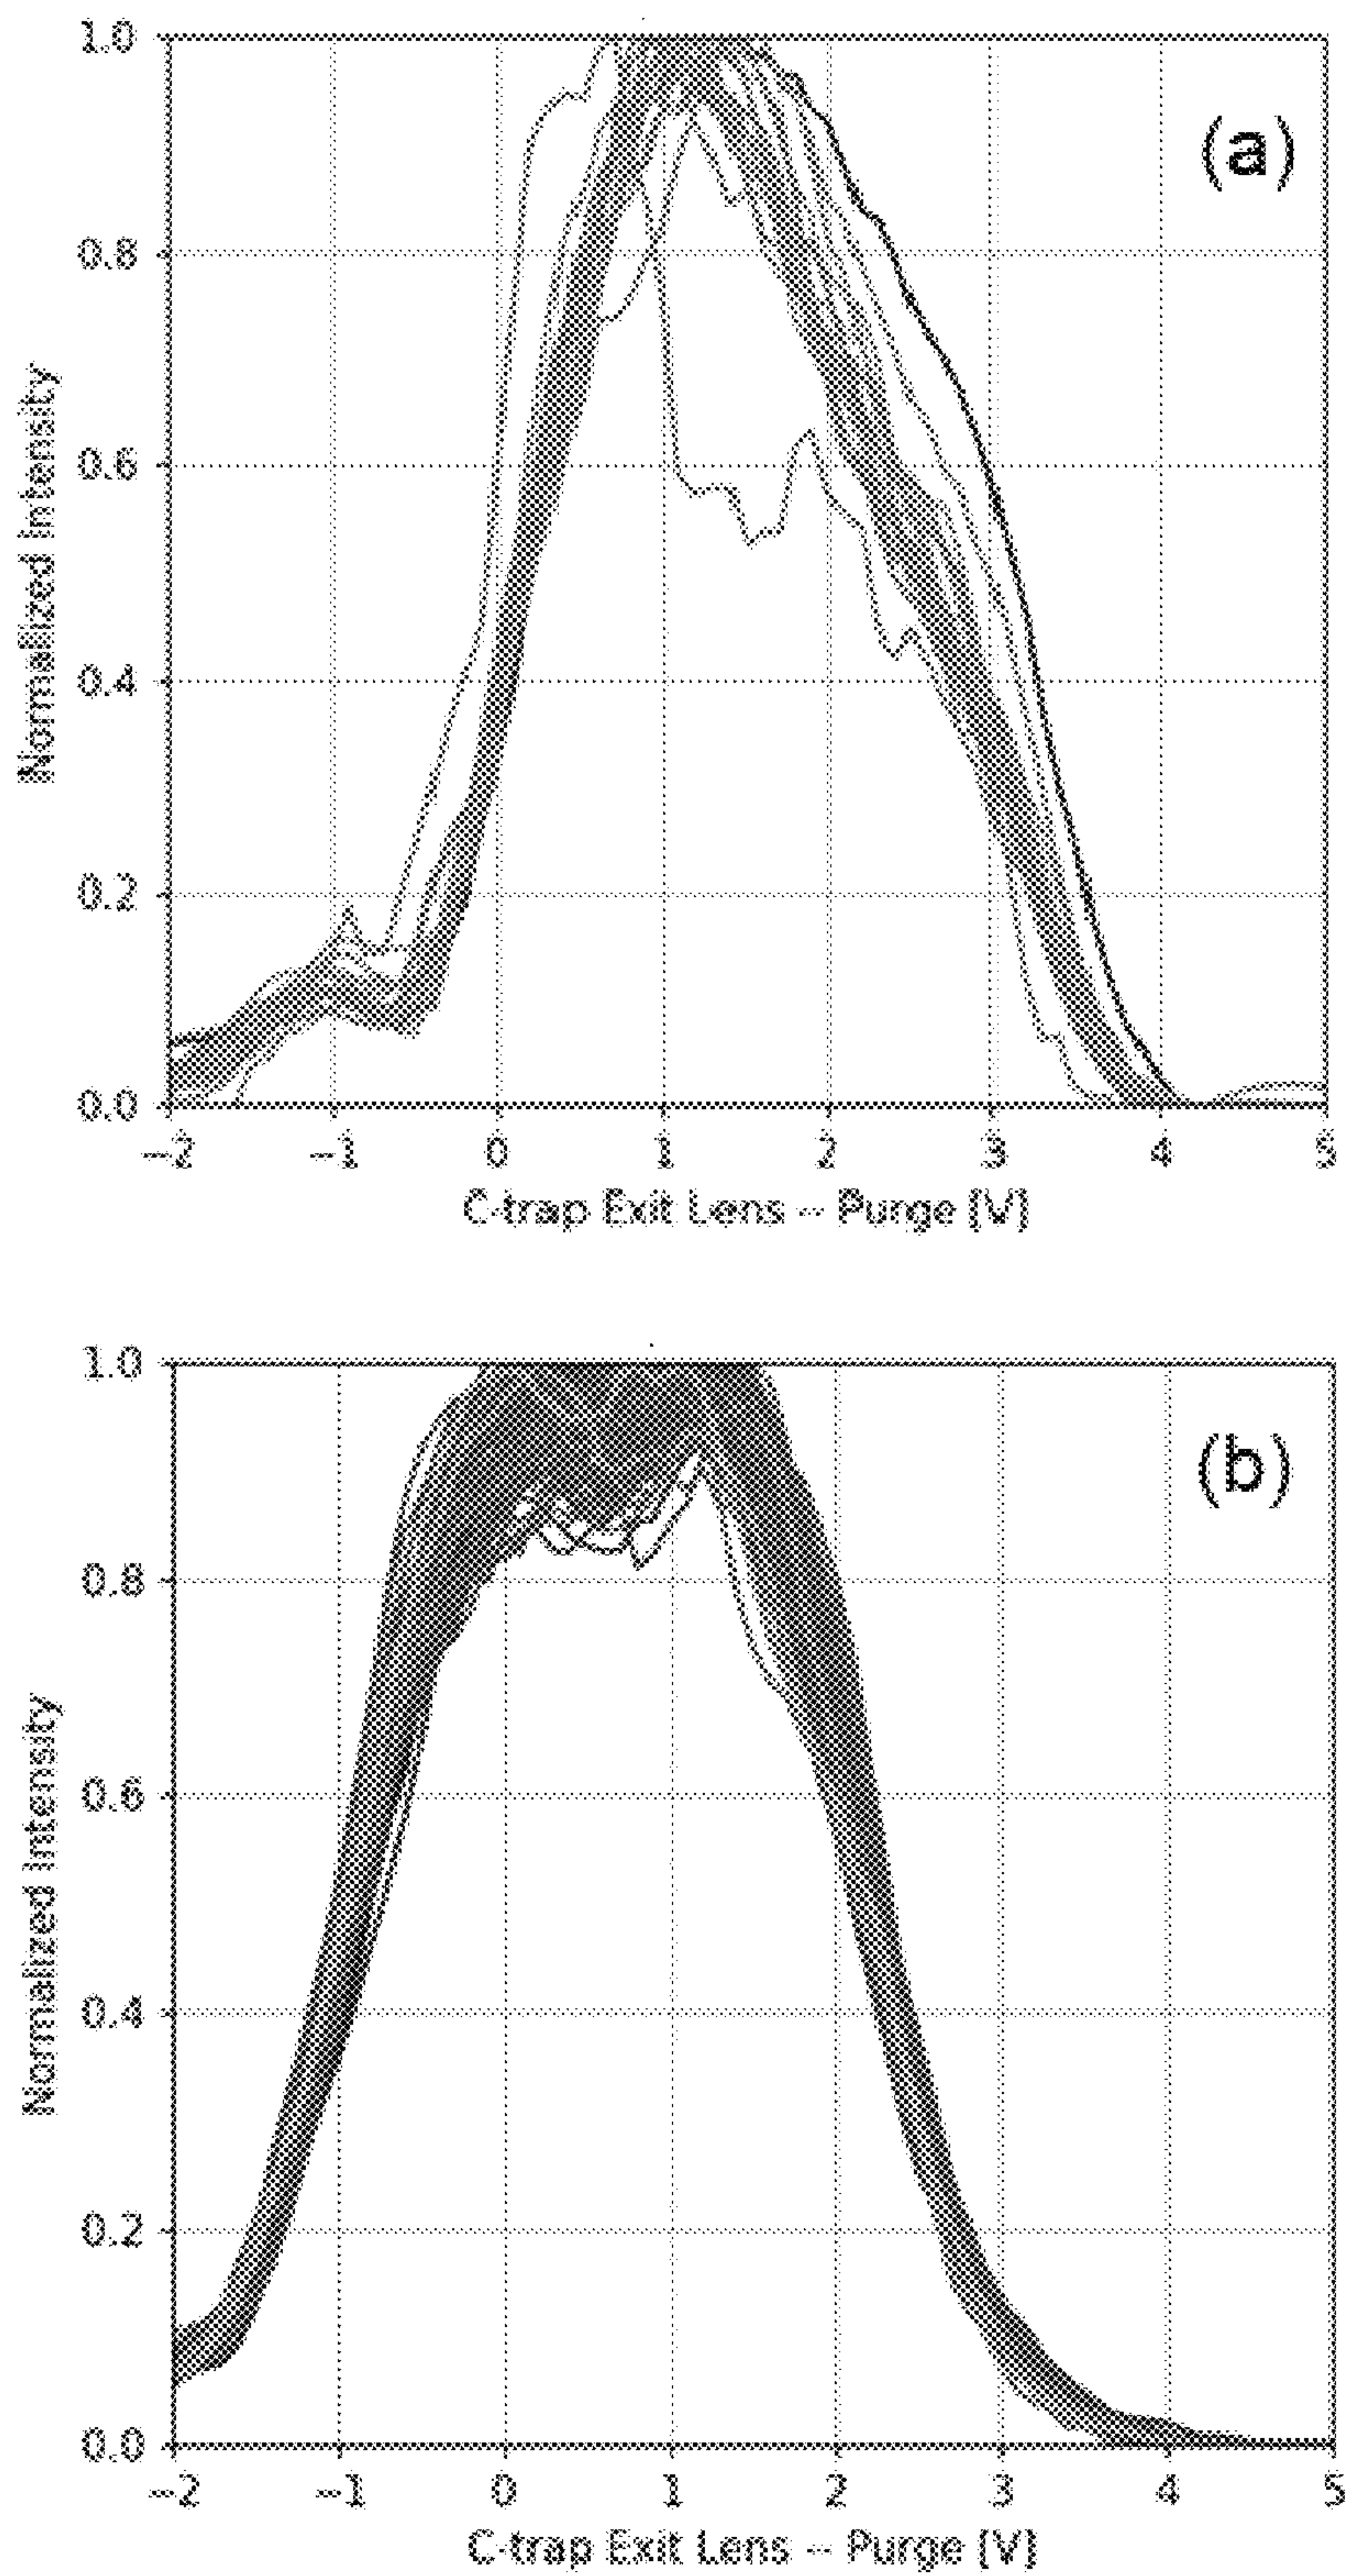 1.0
(a)
0.8
0.6
0.4
0.2
0.0
Normalized Intensity
−2 −1 0 1 2 3 4 5
C-trap Exit Lens -- Purge [V]
1.0
(b)
0.8
0.6
0.4
0.2
0.0
Normalized Intensity
−2 −1 0 1 2 3 4 5
C-trap Exit Lens -- Purge [V]